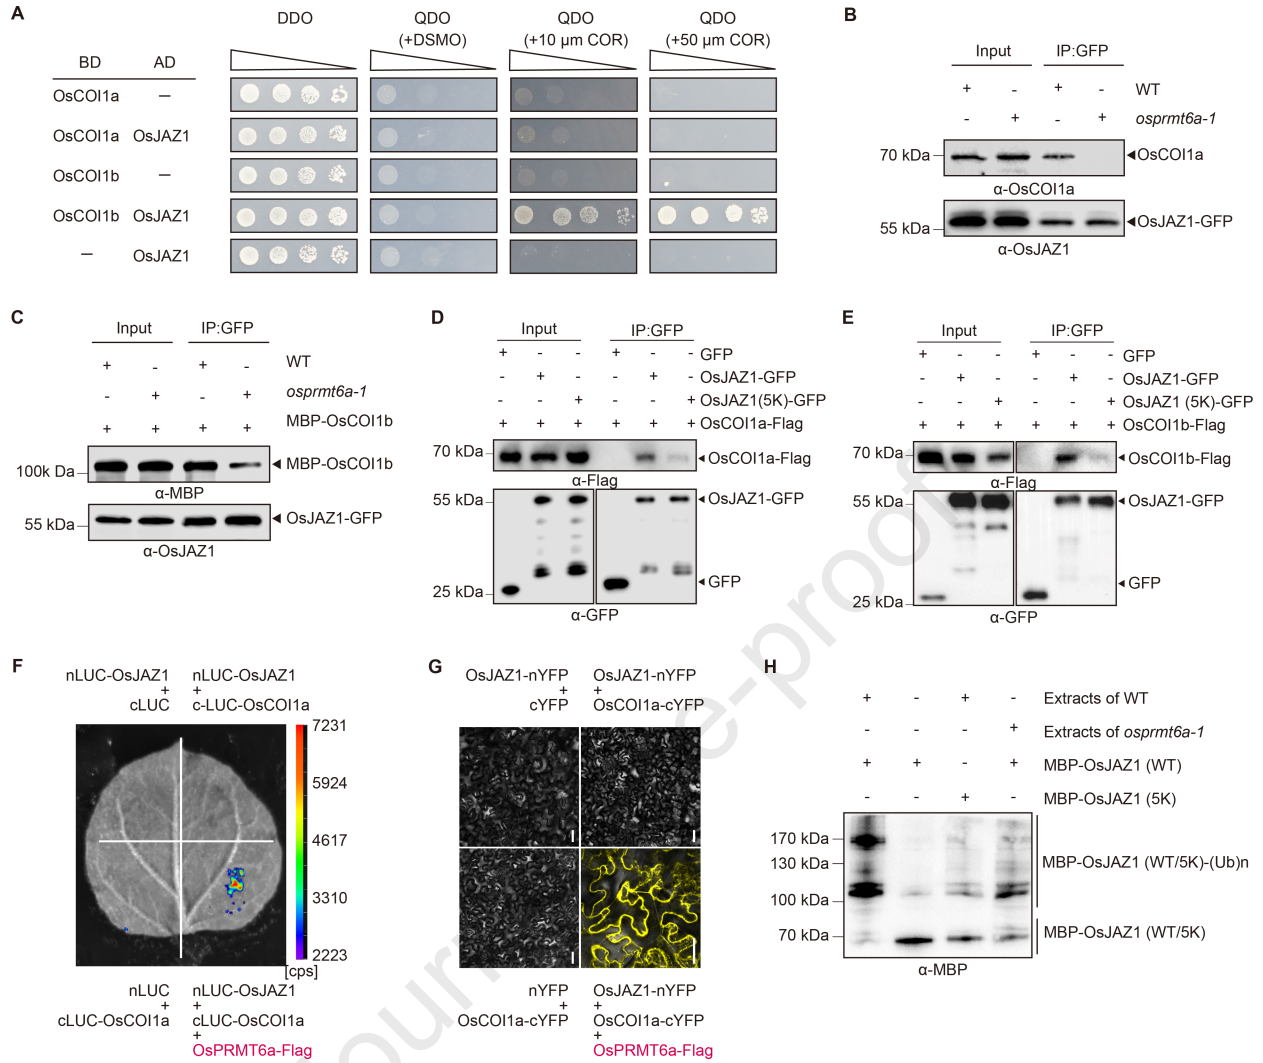 A
DDO
QDO
(+DSMO)
QDO
(+10 µm COR)
QDO
(+50 µm COR)
BD
AD
OsCOI1a
–
OsCOI1a
OsJAZ1
OsCOI1b
–
OsCOI1b
OsJAZ1
–
OsJAZ1
B
Input
IP:GFP
+ - + - WT
- + - + osprmt6a-1
70 kDa
OsCOI1a
α-OsCOI1a
55 kDa
OsJAZ1-GFP
α-OsJAZ1
C
Input
IP:GFP
+ - + - WT
- + - + osprmt6a-1
+ + + + MBP-OsCOI1b
100k Da
MBP-OsCOI1b
α-MBP
55 kDa
OsJAZ1-GFP
α-OsJAZ1
D
Input
IP:GFP
+ - - + - - GFP
- + - - + - OsJAZ1-GFP
- - + - - + OsJAZ1(5K)-GFP
+ + + + + + OsCOI1a-Flag
70 kDa
OsCOI1a-Flag
α-Flag
55 kDa
OsJAZ1-GFP
25 kDa
GFP
α-GFP
E
Input
IP:GFP
+ - - + - - GFP
- + - - + - OsJAZ1-GFP
- - + - - + OsJAZ1 (5K)-GFP
+ + + + + + OsCOI1b-Flag
70 kDa
OsCOI1b-Flag
α-Flag
55 kDa
OsJAZ1-GFP
25 kDa
GFP
α-GFP
F
nLUC-OsJAZ1
+
cLUC
nLUC-OsJAZ1
+
c-LUC-OsCOI1a
7231
5924
4617
3310
2223
[cps]
nLUC
+
cLUC-OsCOI1a
nLUC-OsJAZ1
+
cLUC-OsCOI1a
+
OsPRMT6a-Flag
G
OsJAZ1-nYFP
+
cYFP
OsJAZ1-nYFP
+
OsCOI1a-cYFP
nYFP
+
OsCOI1a-cYFP
OsJAZ1-nYFP
+
OsCOI1a-cYFP
+
OsPRMT6a-Flag
H
+ - + - Extracts of WT
- - - + Extracts of osprmt6a-1
+ + - + MBP-OsJAZ1 (WT)
- - + - MBP-OsJAZ1 (5K)
170 kDa
130 kDa
100 kDa
70 kDa
MBP-OsJAZ1 (WT/5K)-(Ub)n
MBP-OsJAZ1 (WT/5K)
α-MBP